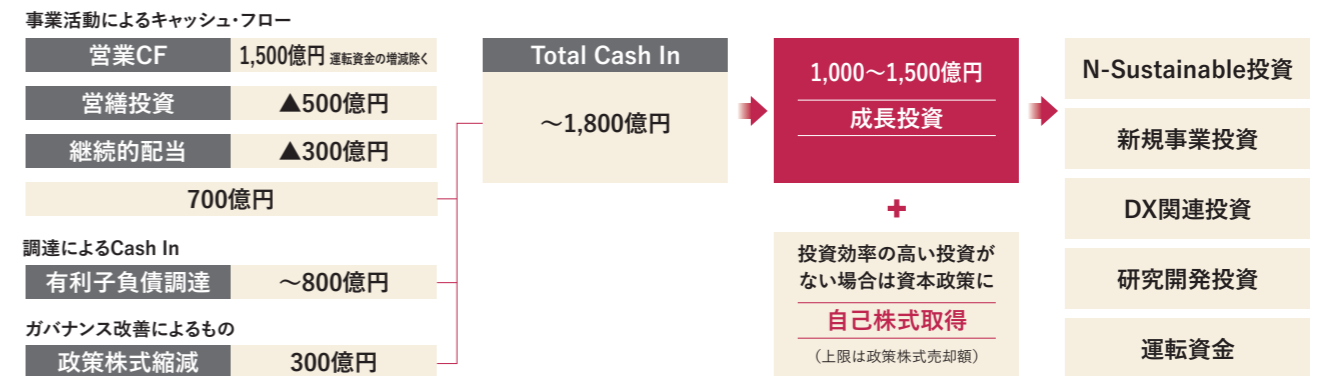 事業活動によるキャッシュ・フロー
営業CF 1,500億円 運転資金の増減除く
営繕投資 ▲500億円
継続的配当 ▲300億円
700億円
調達によるCash In
有利子負債調達 ～800億円
ガバナンス改善によるもの
政策株式縮減 300億円
Total Cash In
～1,800億円
1,000～1,500億円
成長投資
+
投資効率の高い投資が
ない場合は資本政策に
自己株式取得
（上限は政策株式売却額）
N-Sustainable投資
新規事業投資
DX関連投資
研究開発投資
運転資金